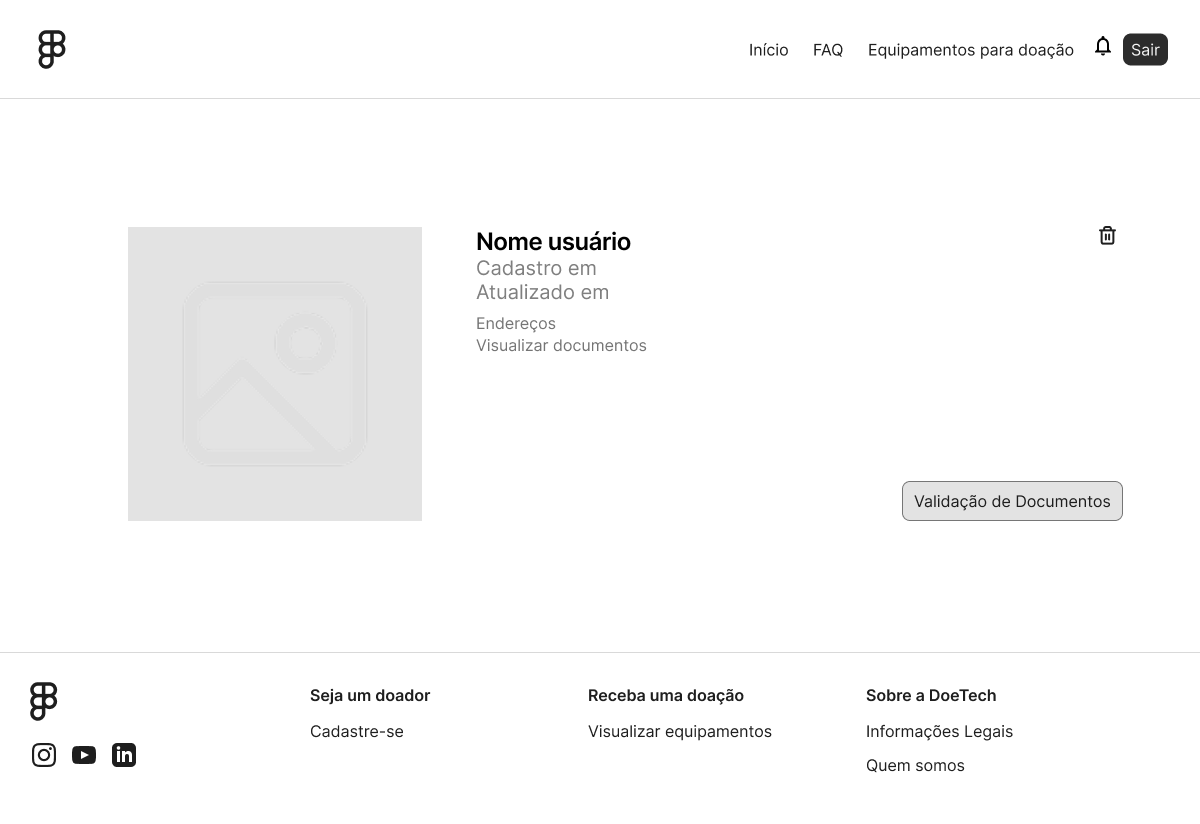 Início FAQ Equipamentos para doação Sair
Nome usuário
Cadastro em
Atualizado em
Endereços
Visualizar documentos
Validação de Documentos
Seja um doador
Cadastre-se
Receba uma doação
Visualizar equipamentos
Sobre a DoeTech
Informações Legais
Quem somos
in